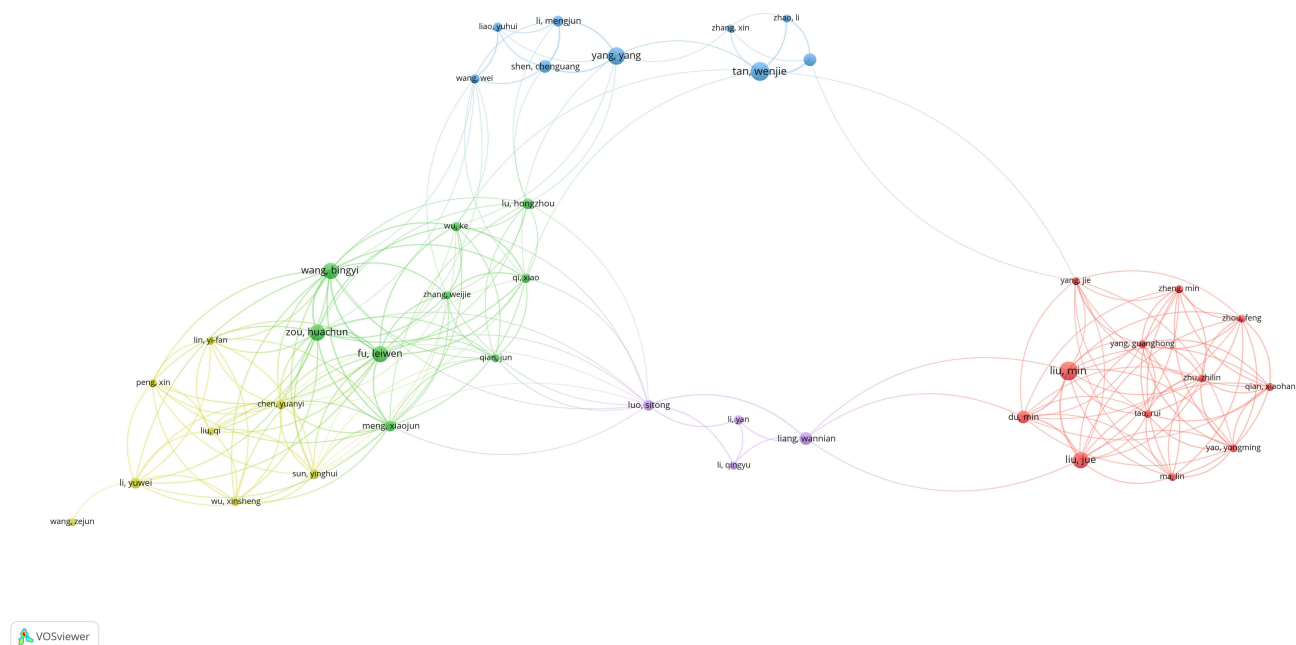 zhao, li
li, mengjun
liao, yuhui
zhang, xin
yang, yang
shen, chenguang
tan, wenjie
wang, wei
lu, hongzhou
wu, ke
wang, bingyi
qi, xiao
yang, jie
zheng, min
zhang, weijie
zhou, feng
zou, huachun
lin, yi-fan
yang, guanghong
fu, leiwen
qian, jun
liu, min
zhu, zhilin
peng, xin
qian, xiaohan
chen, yuanyi
luo, sitong
tao, rui
du, min
li, yan
meng, xiaojun
liu, qi
liang, wannian
yao, yongming
liu, jue
li, qingyu
sun, yinghui
ma, lin
li, yuwei
wu, xinsheng
wang, zejun
VOSviewer